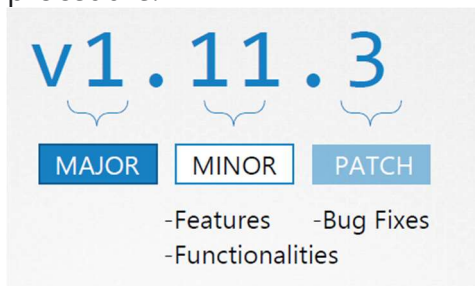 v1.11.3
MAJOR MINOR PATCH
-Features -Bug Fixes
-Functionalities